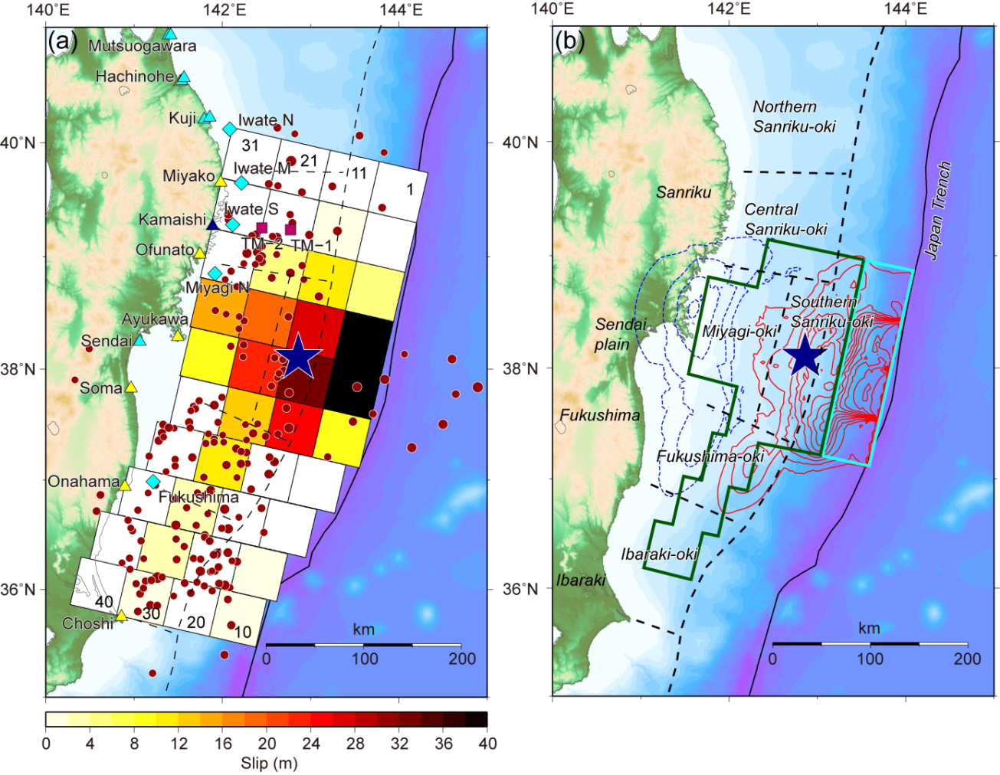 140°E
142°E
144°E
(a)
Mutsuogawara
Hachinohe
Kuji
Iwate N
31
21
11
1
40°N
Iwate M
Miyako
Iwate S
Kamaishi
TM−2
TM−1
Ofunato
Miyagi N
Ayukawa
Sendai
38°N
Soma
Onahama
Fukushima
36°N
40
30
20
10
Choshi
km
0
100
200
0
4
8
12
16
20
24
28
32
36
40
Slip (m)
140°E
142°E
144°E
(b)
Northern
Sanriku-oki
40°N
Sanriku
Central
Sanriku-oki
Japan Trench
Southern
Sanriku-oki
Sendai
plain
Miyagi-oki
38°N
Fukushima
Fukushima-oki
Ibaraki-oki
Ibaraki
36°N
km
0
100
200